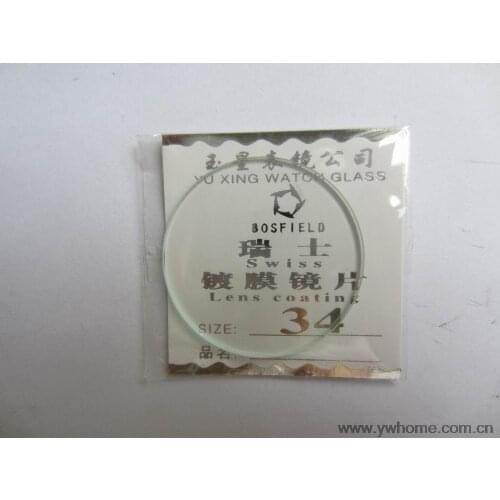 玉星表镜公司
YU XING WATCH GLASS
BOSFIELD
瑞士
Swiss
镀膜镜片
Lens coating
SIZE: 34
品名:
www.ywhome.com.cn